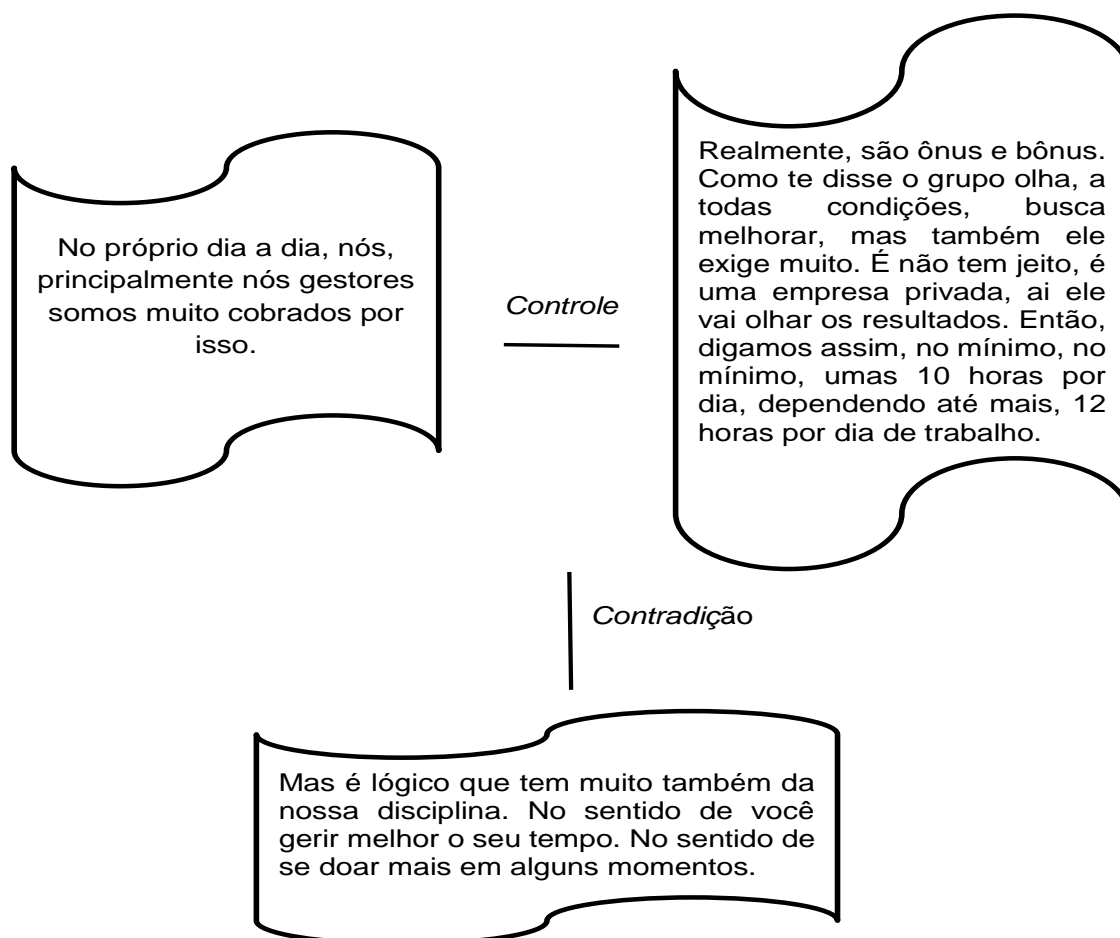 No próprio dia a dia, nós,
principalmente nós gestores
somos muito cobrados por
isso.
Controle
Realmente, são ônus e bônus.
Como te disse o grupo olha, a
todas condições, busca
melhorar, mas também ele
exige muito. É não tem jeito, é
uma empresa privada, ai ele
vai olhar os resultados. Então,
digamos assim, no mínimo, no
mínimo, umas 10 horas por
dia, dependendo até mais, 12
horas por dia de trabalho.
Contradição
Mas é lógico que tem muito também da
nossa disciplina. No sentido de você
gerir melhor o seu tempo. No sentido de
se doar mais em alguns momentos.